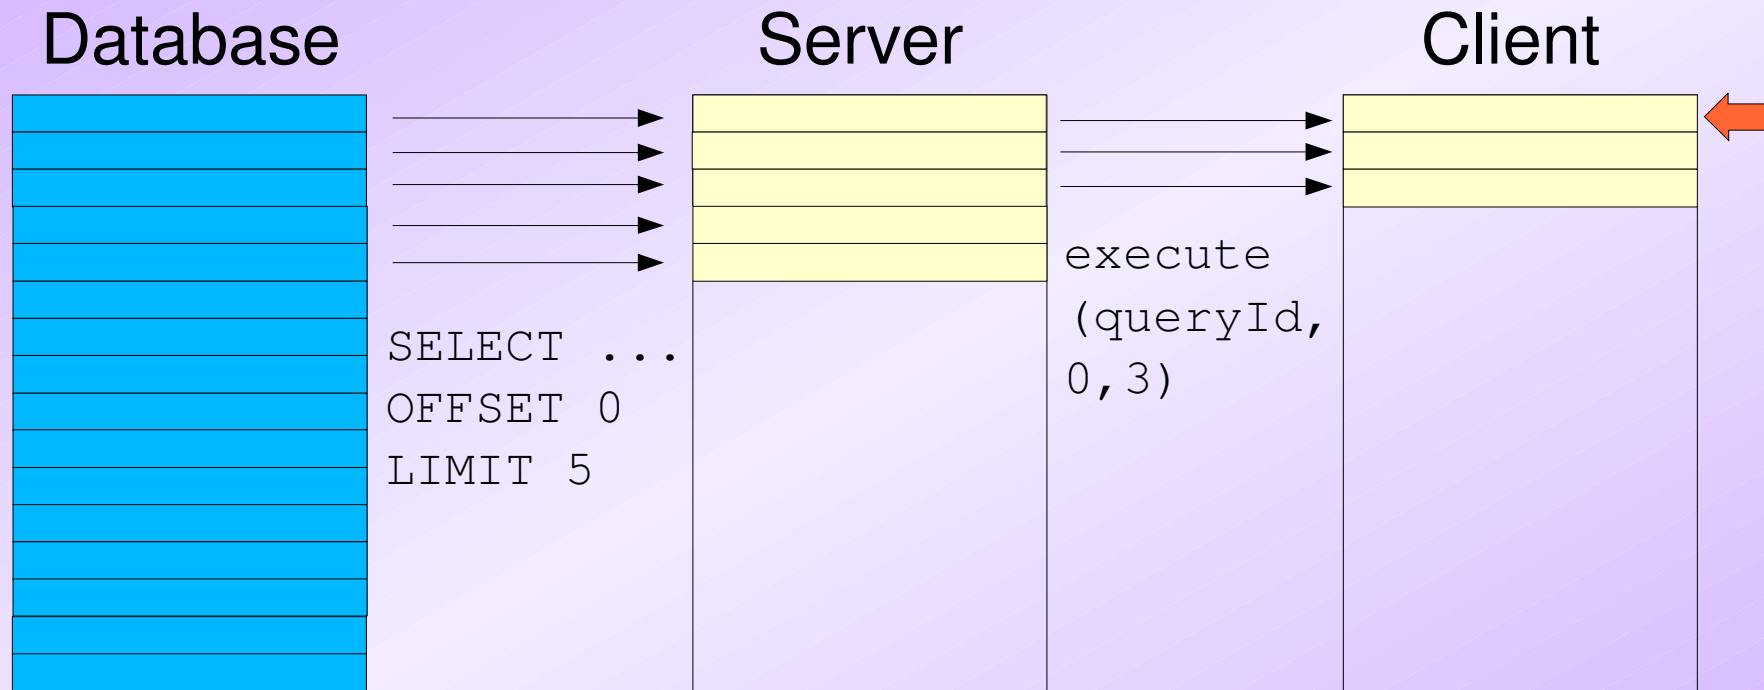 Database
Server
Client
SELECT ...
OFFSET 0
LIMIT 5
execute
(queryId,
0,3)